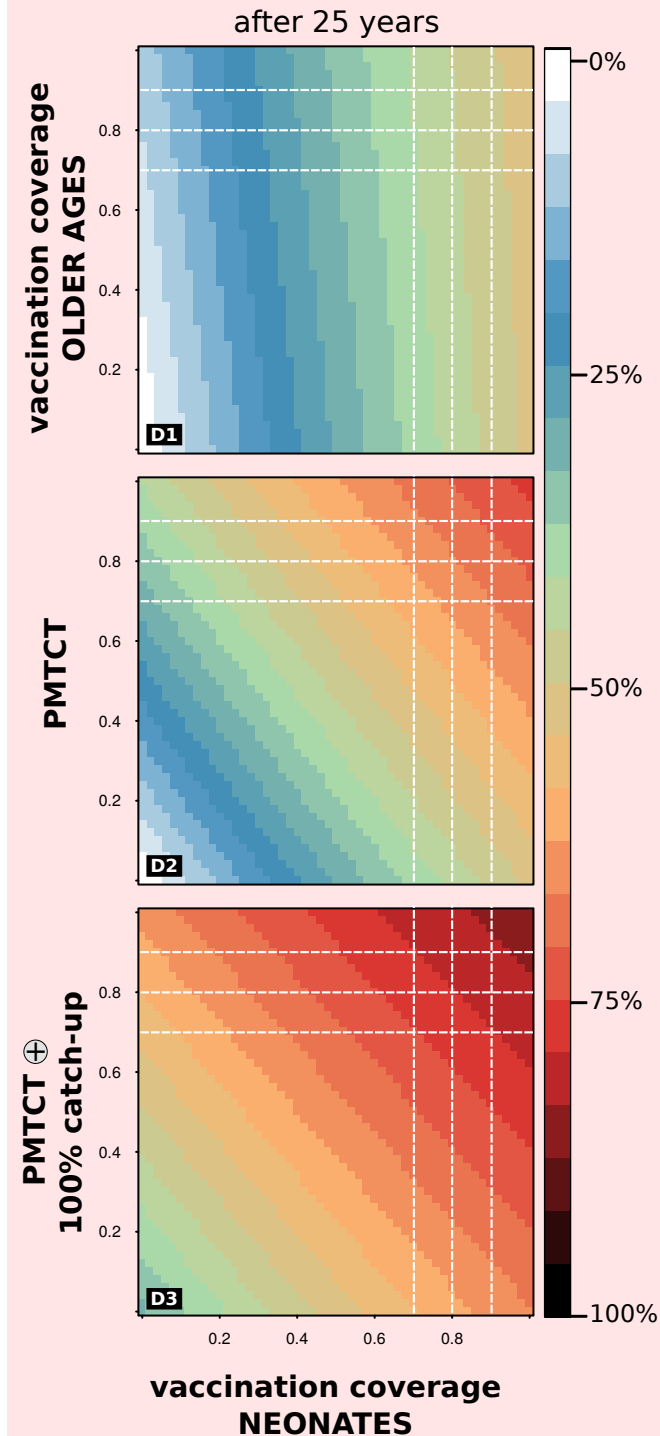 after 25 years
vaccination coverage
OLDER AGES
0.8
0.6
0.4
0.2
D1
0%
25%
50%
75%
100%
PMTCT
0.8
0.6
0.4
0.2
D2
PMTCT ⊕
100% catch-up
0.8
0.6
0.4
0.2
D3
0.2 0.4 0.6 0.8
vaccination coverage
NEONATES